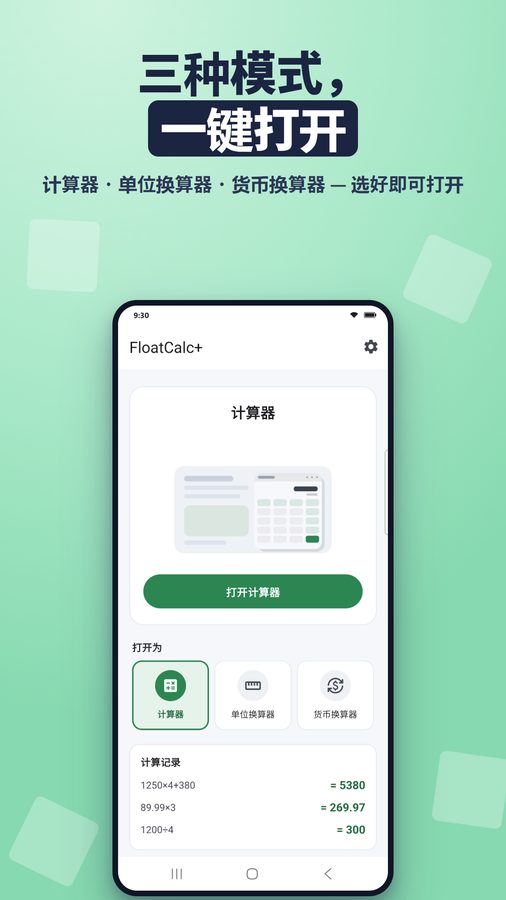 三种模式，
一键打开
计算器 · 单位换算器 · 货币换算器 — 选好即可打开
9:30
FloatCalc+
计算器
打开计算器
打开为
计算器
单位换算器
货币换算器
计算记录
1250×4+380 = 5380
89.99×3 = 269.97
1200÷4 = 300